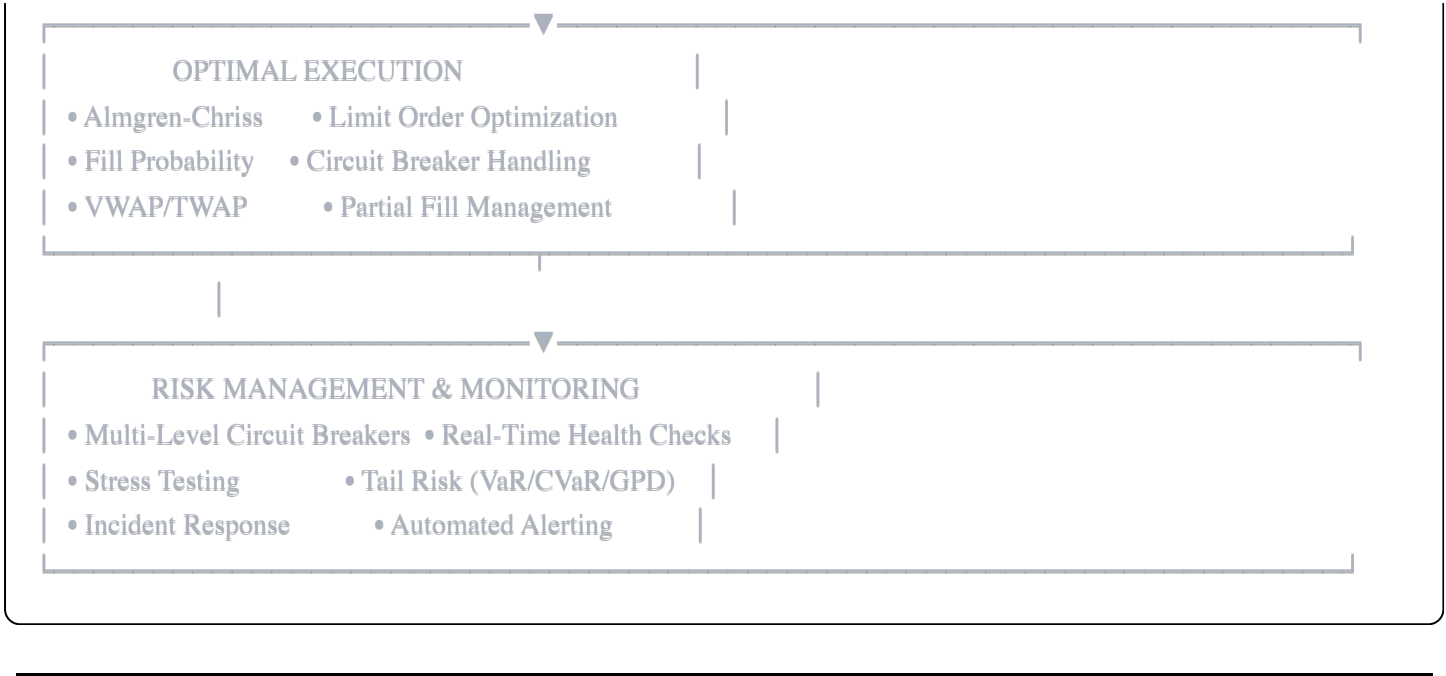 OPTIMAL EXECUTION
• Almgren-Chriss • Limit Order Optimization
• Fill Probability • Circuit Breaker Handling
• VWAP/TWAP • Partial Fill Management
RISK MANAGEMENT & MONITORING
• Multi-Level Circuit Breakers • Real-Time Health Checks
• Stress Testing • Tail Risk (VaR/CVaR/GPD)
• Incident Response • Automated Alerting